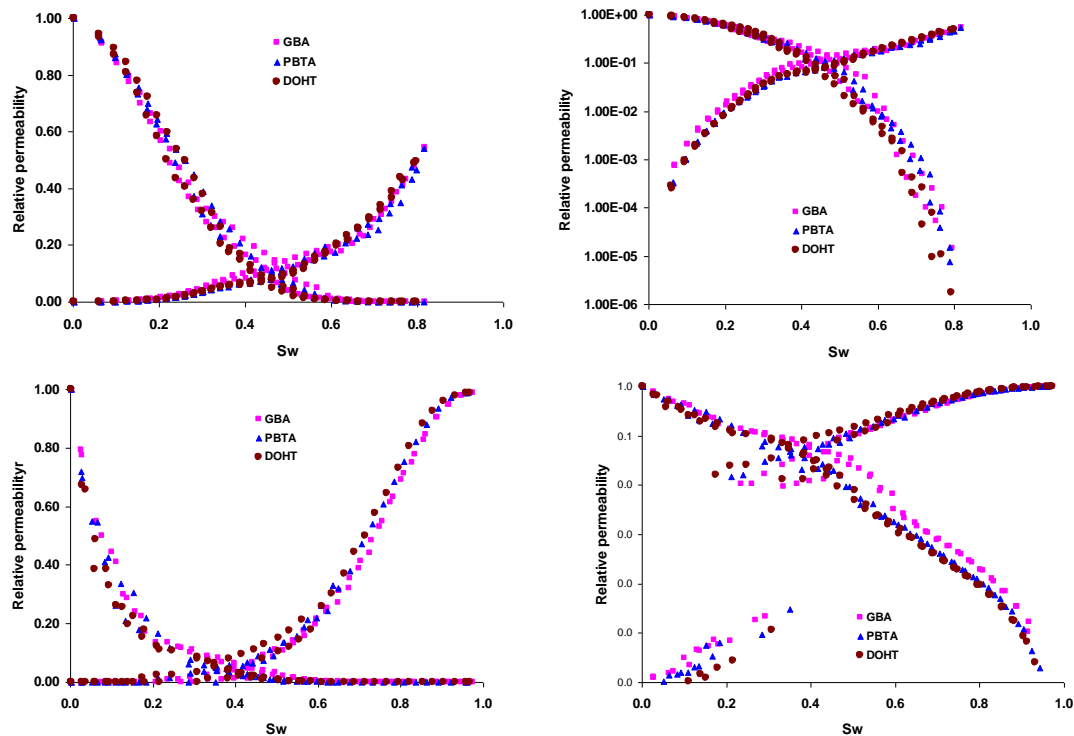 1.00
0.80
0.60
0.40
0.20
0.00
Relative permeability
GBA
PBTA
DOHT
0.0
0.2
0.4
0.6
0.8
1.0
Sw
1.00E+00
1.00E-01
1.00E-02
1.00E-03
1.00E-04
1.00E-05
1.00E-06
Relative permeability
GBA
PBTA
DOHT
0.0
0.2
0.4
0.6
0.8
1.0
Sw
1.00
0.80
0.60
0.40
0.20
0.00
Relative permeabilityr
GBA
PBTA
DOHT
0.0
0.2
0.4
0.6
0.8
1.0
Sw
1.0
0.1
0.0
0.0
0.0
0.0
0.0
Relative permeability
GBA
PBTA
DOHT
0.0
0.2
0.4
0.6
0.8
1.0
Sw